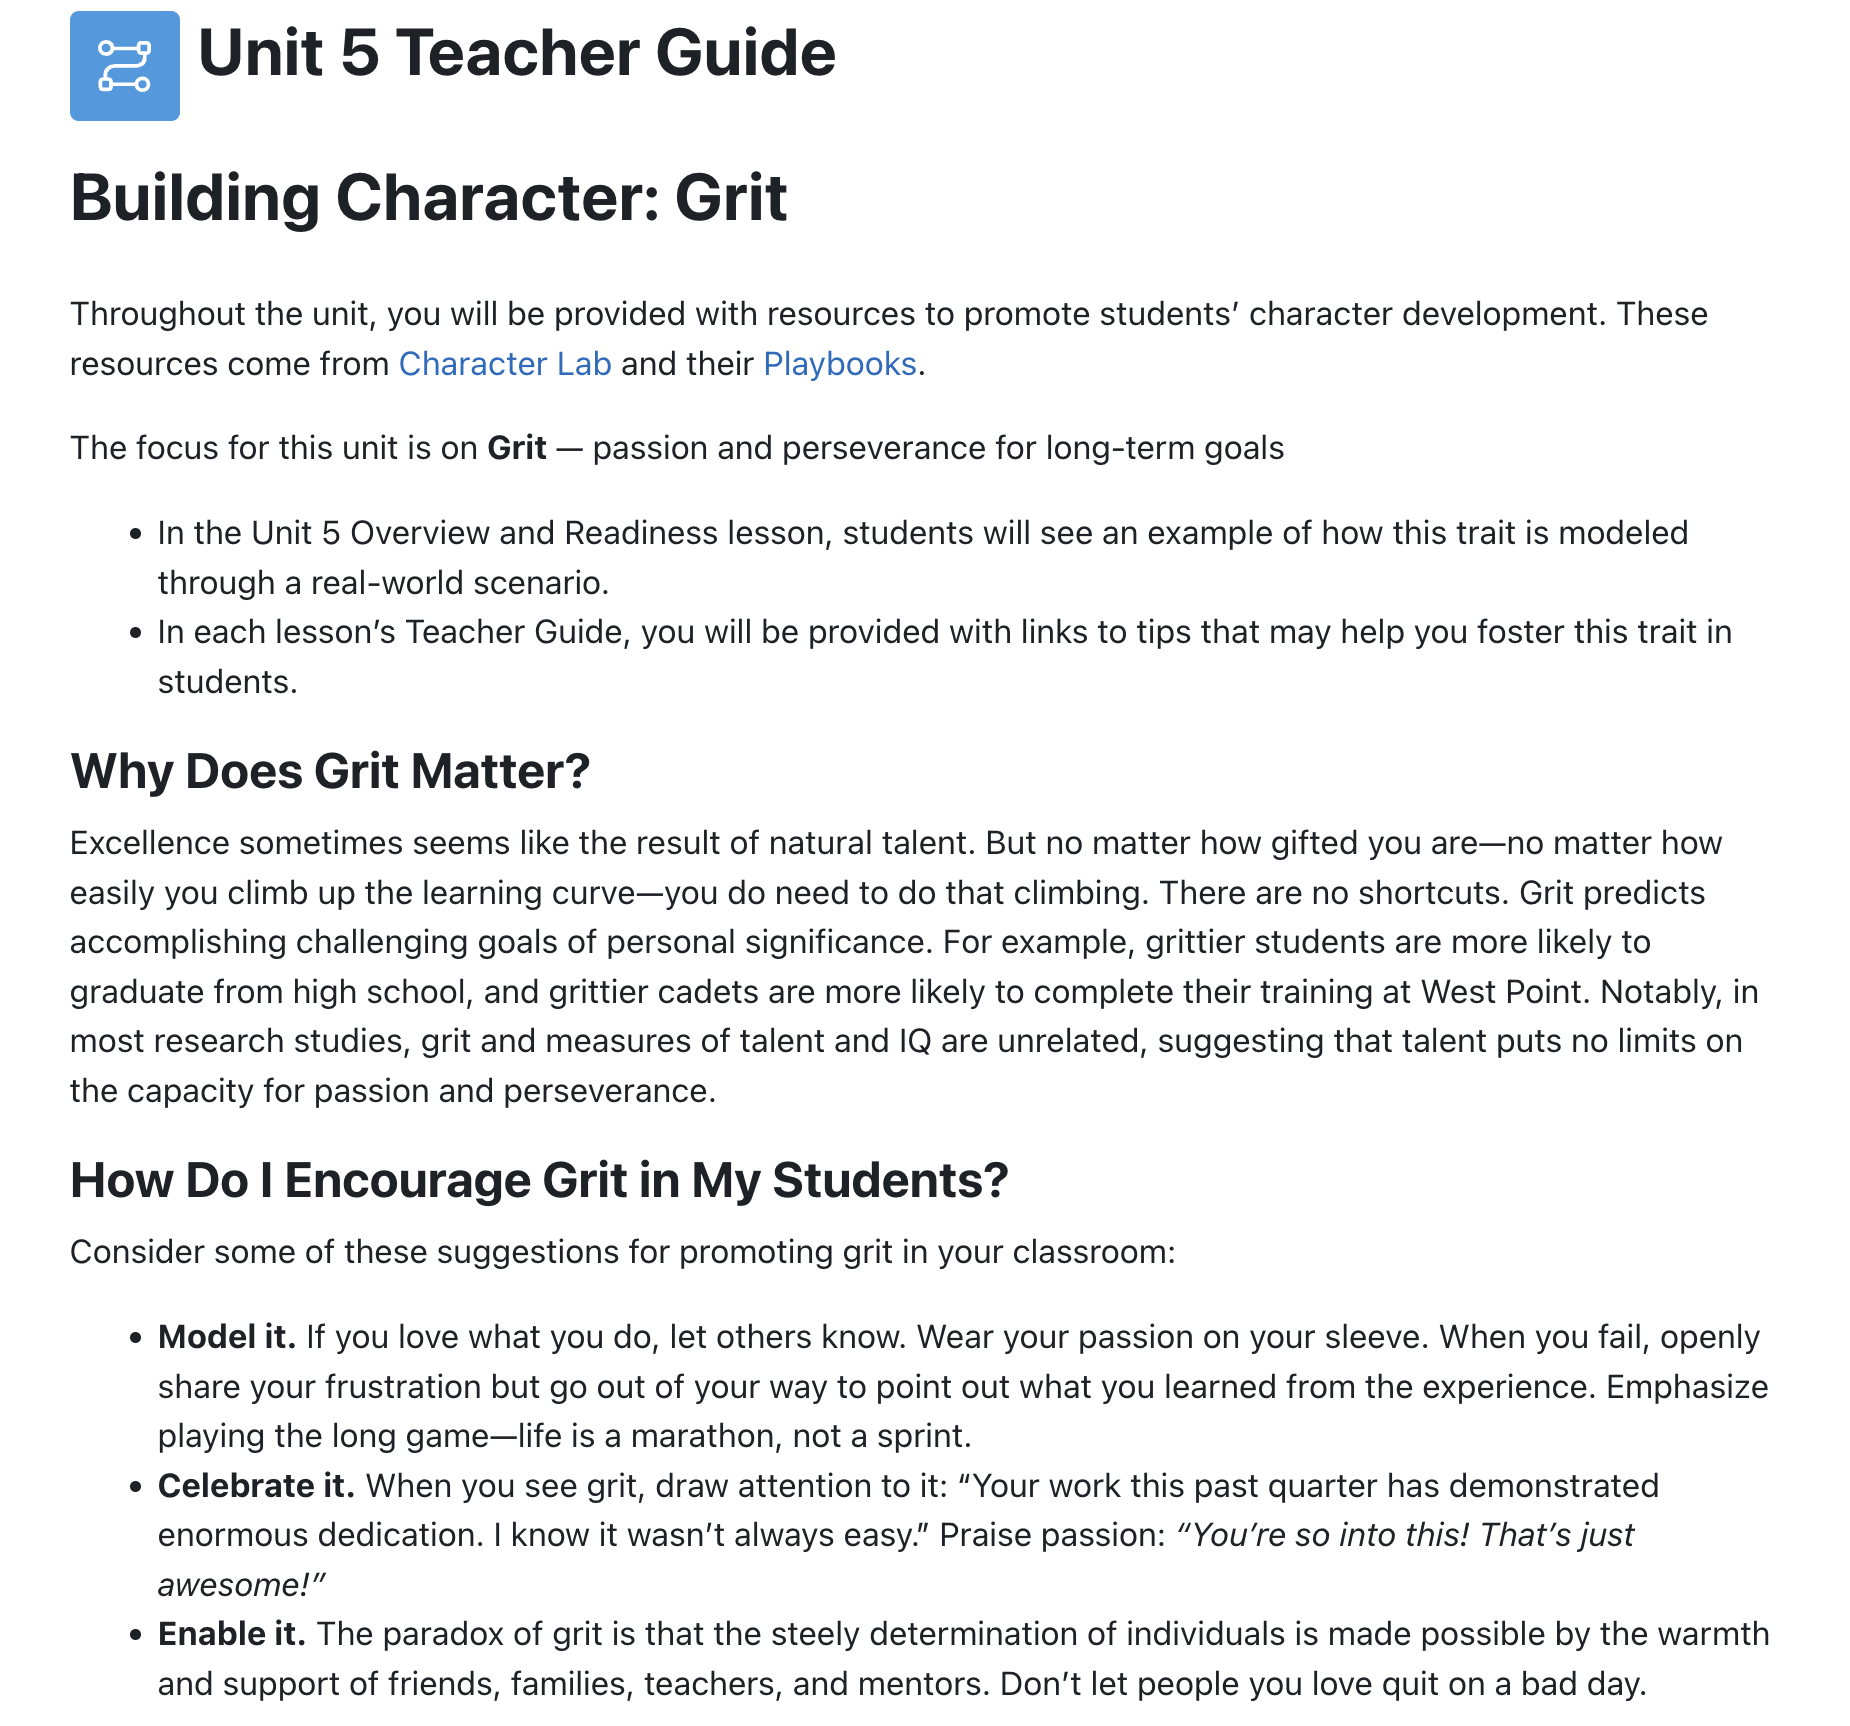 Unit 5 Teacher Guide
Building Character: Grit
Throughout the unit, you will be provided with resources to promote students’ character development. These
resources come from Character Lab and their Playbooks.
The focus for this unit is on Grit — passion and perseverance for long-term goals
• In the Unit 5 Overview and Readiness lesson, students will see an example of how this trait is modeled
through a real-world scenario.
• In each lesson’s Teacher Guide, you will be provided with links to tips that may help you foster this trait in
students.
Why Does Grit Matter?
Excellence sometimes seems like the result of natural talent. But no matter how gifted you are—no matter how
easily you climb up the learning curve—you do need to do that climbing. There are no shortcuts. Grit predicts
accomplishing challenging goals of personal significance. For example, grittier students are more likely to
graduate from high school, and grittier cadets are more likely to complete their training at West Point. Notably, in
most research studies, grit and measures of talent and IQ are unrelated, suggesting that talent puts no limits on
the capacity for passion and perseverance.
How Do I Encourage Grit in My Students?
Consider some of these suggestions for promoting grit in your classroom:
• Model it. If you love what you do, let others know. Wear your passion on your sleeve. When you fail, openly
share your frustration but go out of your way to point out what you learned from the experience. Emphasize
playing the long game—life is a marathon, not a sprint.
• Celebrate it. When you see grit, draw attention to it: “Your work this past quarter has demonstrated
enormous dedication. I know it wasn’t always easy.” Praise passion: “You’re so into this! That’s just
awesome!”
• Enable it. The paradox of grit is that the steely determination of individuals is made possible by the warmth
and support of friends, families, teachers, and mentors. Don’t let people you love quit on a bad day.